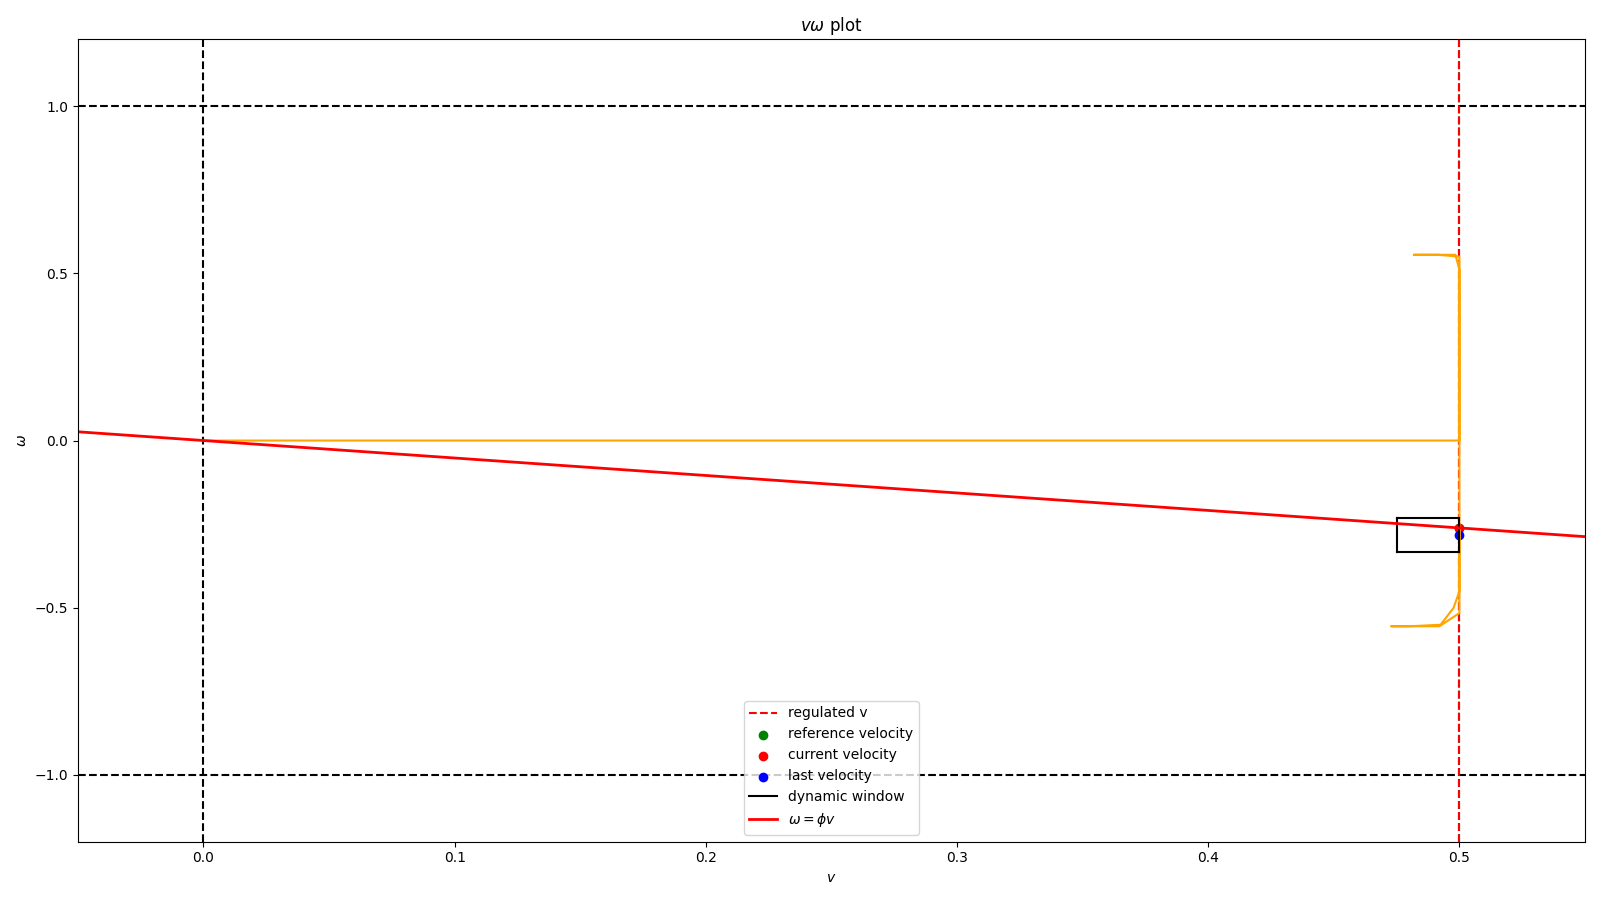 vω plot
1.0
0.5
0.0
−0.5
−1.0
ω
0.0 0.1 0.2 0.3 0.4 0.5
v
regulated v
reference velocity
current velocity
last velocity
dynamic window
ω = ϕv